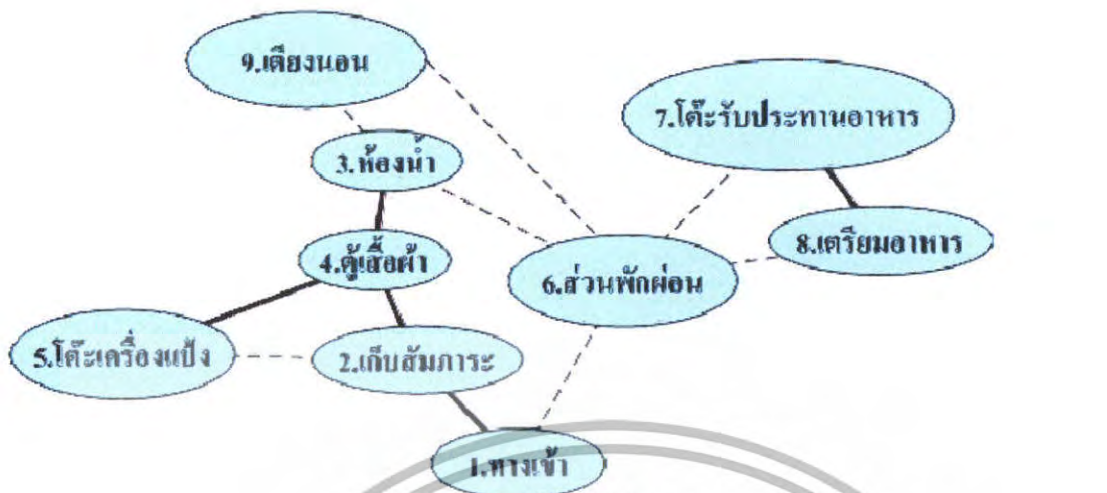 9.เตียงนอน
7.โต๊ะรับประทานอาหาร
3.ห้องน้ำ
8.เตรียมอาหาร
4.ตู้เสื้อผ้า
6.ส่วนพักผ่อน
5.โต๊ะเครื่องแป้ง
2.เก็บสัมภาระ
1.ทางเข้า